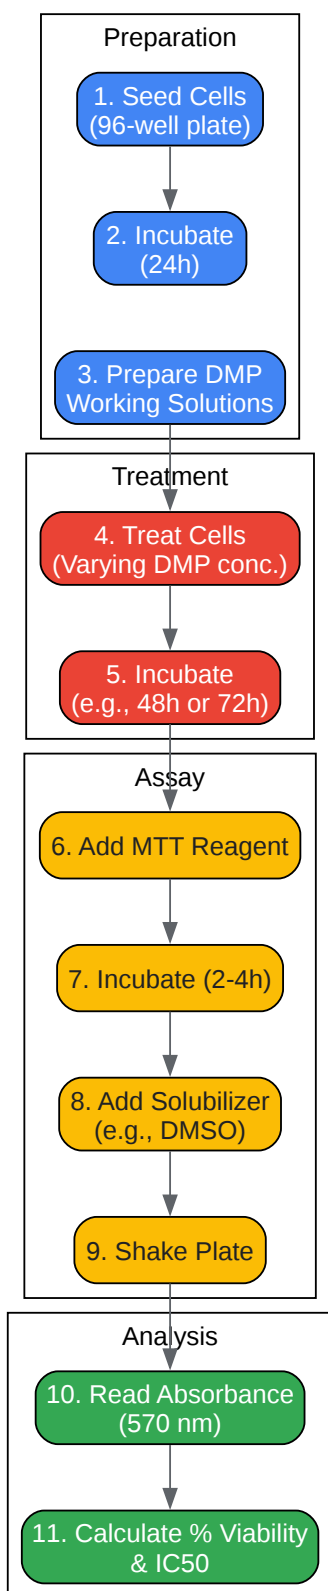 Preparation
1. Seed Cells
(96-well plate)
2. Incubate
(24h)
3. Prepare DMP
Working Solutions
Treatment
4. Treat Cells
(Varying DMP conc.)
5. Incubate
(e.g., 48h or 72h)
Assay
6. Add MTT Reagent
7. Incubate (2-4h)
8. Add Solubilizer
(e.g., DMSO)
9. Shake Plate
Analysis
10. Read Absorbance
(570 nm)
11. Calculate % Viability
& IC50